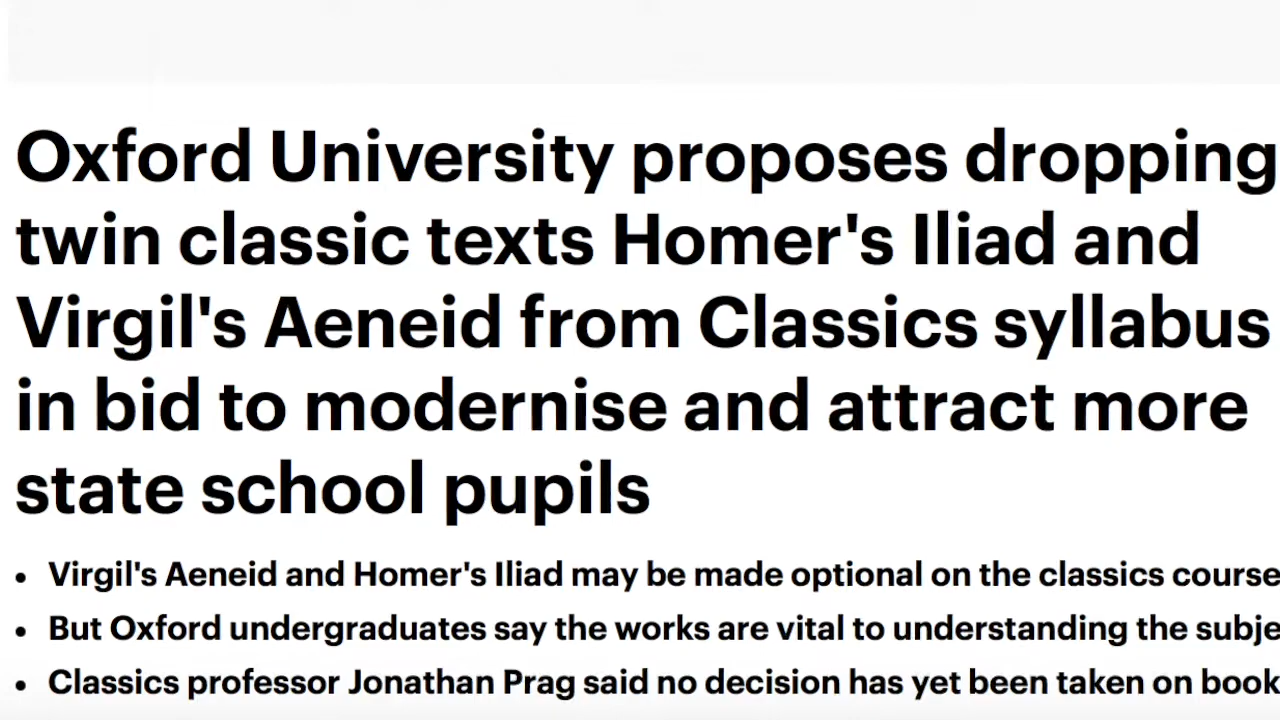 Oxford University proposes dropping
twin classic texts Homer's Iliad and
Virgil's Aeneid from Classics syllabus
in bid to modernise and attract more
state school pupils
• Virgil's Aeneid and Homer's Iliad may be made optional on the classics course
• But Oxford undergraduates say the works are vital to understanding the subje
• Classics professor Jonathan Prag said no decision has yet been taken on book